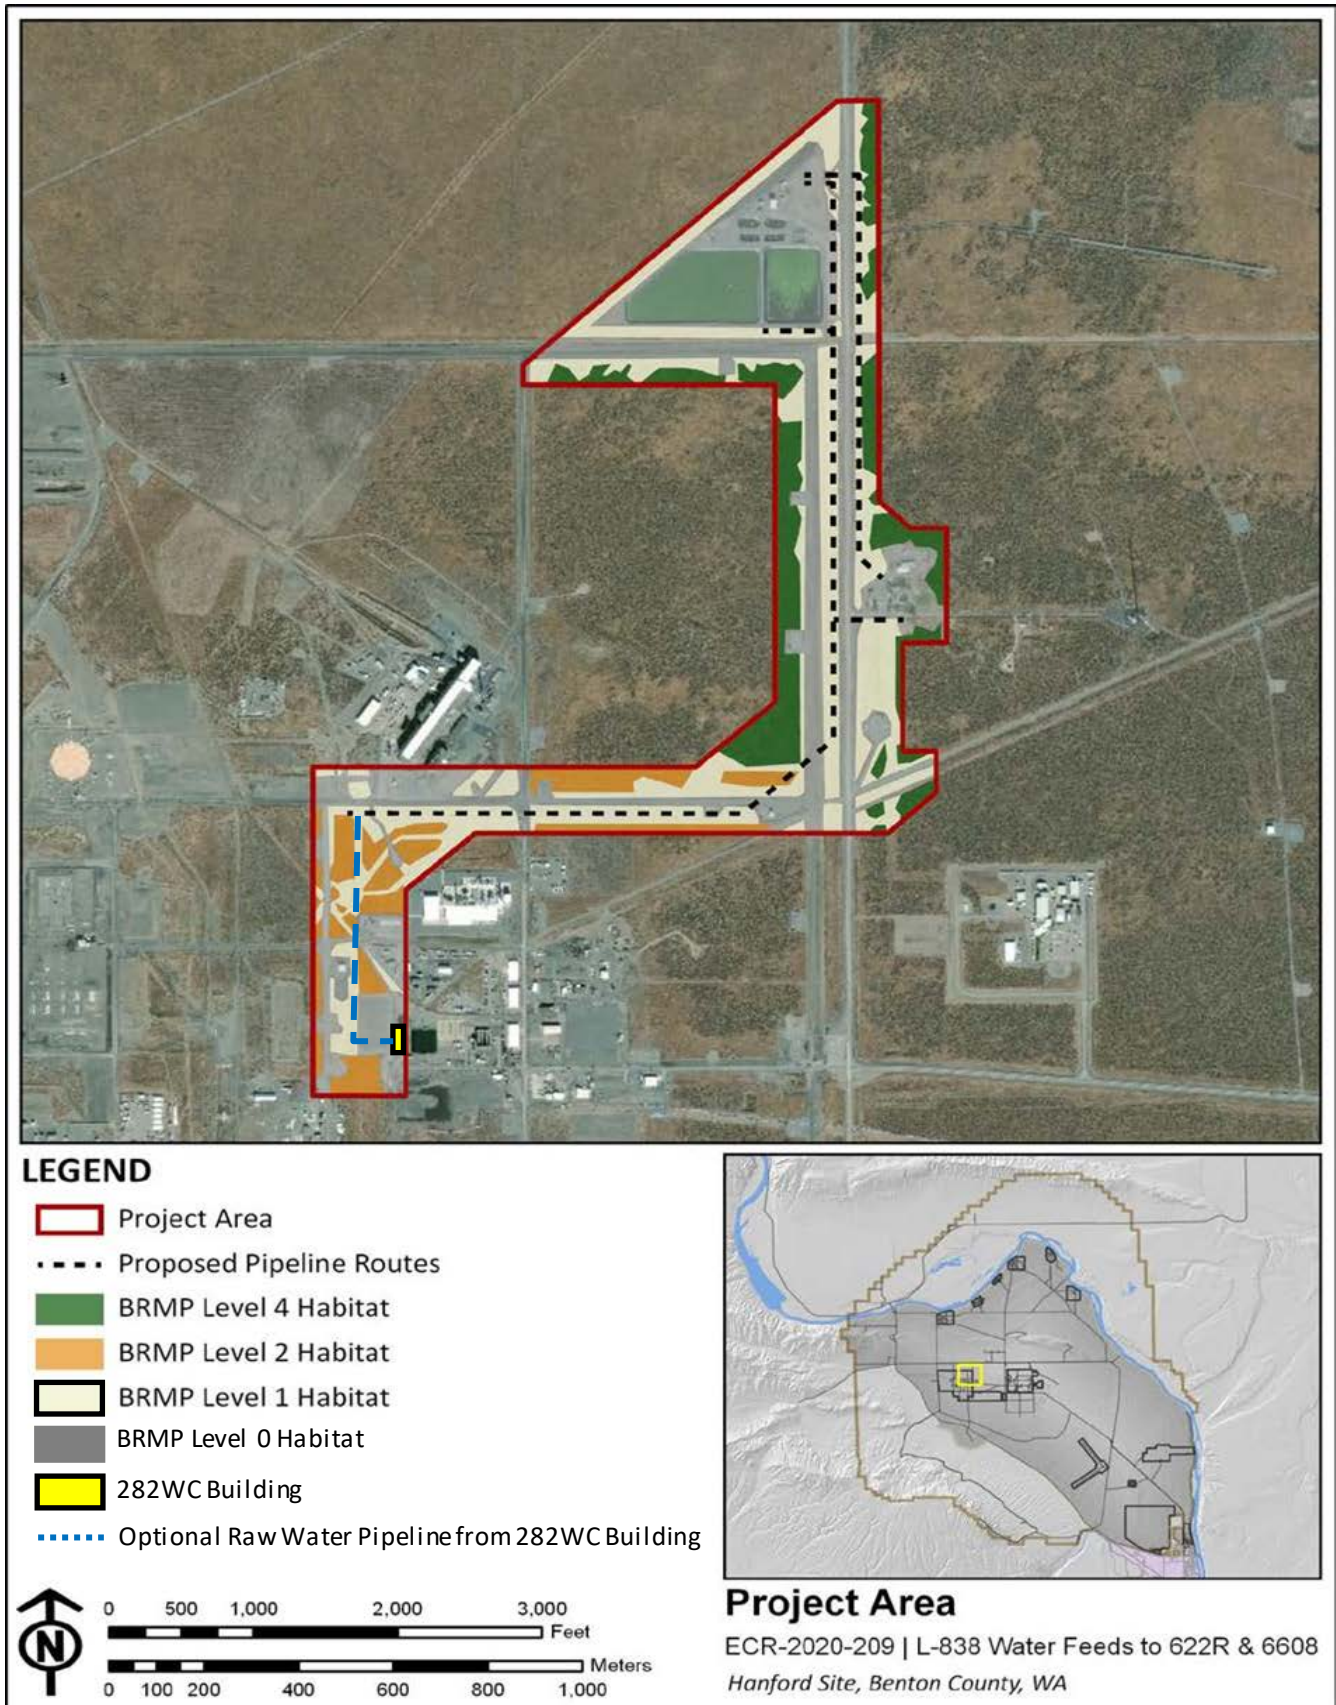 LEGEND
Project Area
Proposed Pipeline Routes
BRMP Level 4 Habitat
BRMP Level 2 Habitat
BRMP Level 1 Habitat
BRMP Level 0 Habitat
282WC Building
Optional Raw Water Pipeline from 282WC Building
N
0 500 1,000 2,000 3,000
Feet
Meters
0 100 200 400 600 800 1,000
Project Area
ECR-2020-209 | L-838 Water Feeds to 622R & 6608
Hanford Site, Benton County, WA